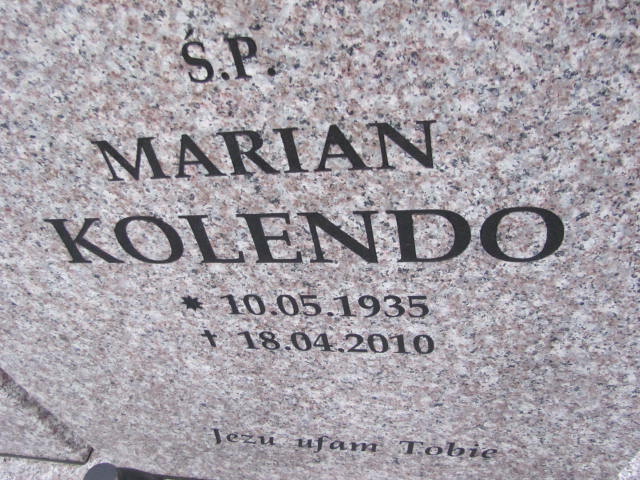 Ś.P.
MARIAN
KOLENDO
* 10.05.1935
† 18.04.2010
Jezu ufam Tobie